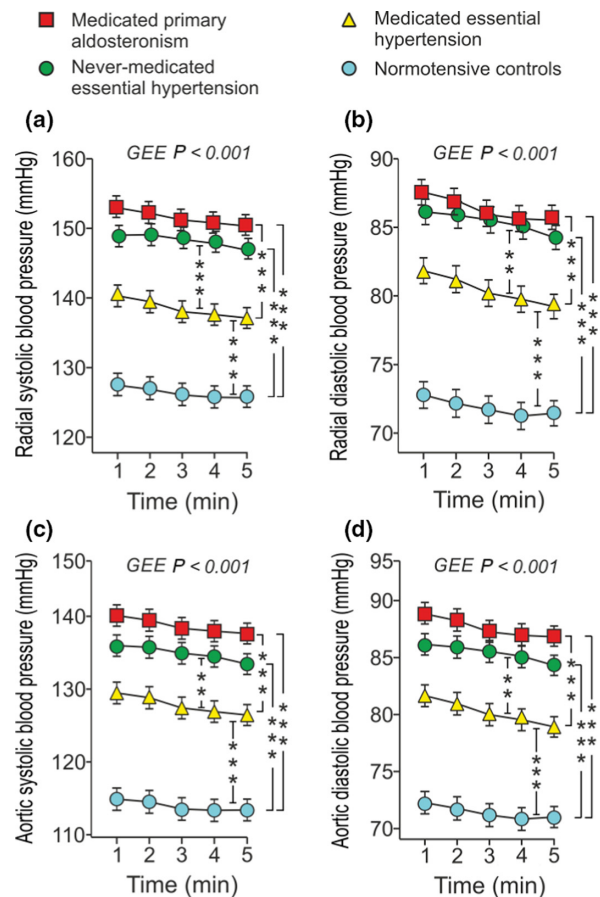 Medicated primary
aldosteronism
Never-medicated
essential hypertension
Medicated essential
hypertension
Normotensive controls
(a)
GEE P < 0.001
Radial systolic blood pressure (mmHg)
160
150
140
130
120
***
***
***
***
***
1 2 3 4 5
Time (min)
(b)
GEE P < 0.001
Radial diastolic blood pressure (mmHg)
90
85
80
75
70
**
***
***
***
***
1 2 3 4 5
Time (min)
(c)
GEE P < 0.001
Aortic systolic blood pressure (mmHg)
150
140
130
120
110
**
***
***
***
***
1 2 3 4 5
Time (min)
(d)
GEE P < 0.001
Aortic diastolic blood pressure (mmHg)
95
90
85
80
75
70
**
***
***
***
***
1 2 3 4 5
Time (min)